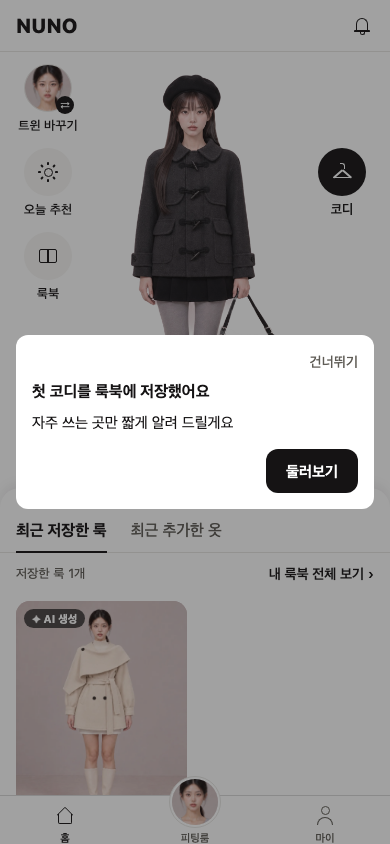 NUNO
트윈 바꾸기
오늘 추천
코디
룩북
건너뛰기
첫 코디를 룩북에 저장했어요
자주 쓰는 곳만 짧게 알려 드릴게요
둘러보기
최근 저장한 룩
최근 추가한 옷
저장한 룩 1개
내 룩북 전체 보기 ›
AI 생성
홈
피팅룸
마이